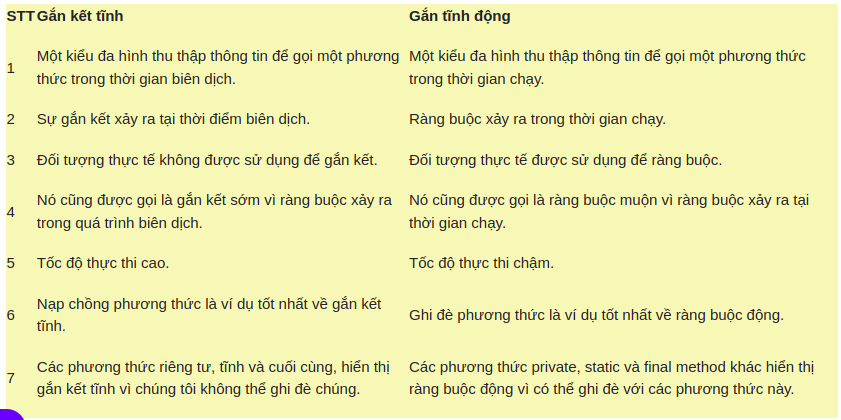 STT Gắn kết tĩnh Gắn tĩnh động
1 Một kiểu đa hình thu thập thông tin để gọi một phương thức trong thời gian biên dịch. Một kiểu đa hình thu thập thông tin để gọi một phương thức trong thời gian chạy.
2 Sự gắn kết xảy ra tại thời điểm biên dịch. Ràng buộc xảy ra trong thời gian chạy.
3 Đối tượng thực tế không được sử dụng để gắn kết. Đối tượng thực tế được sử dụng để ràng buộc.
4 Nó cũng được gọi là gắn kết sớm vì ràng buộc xảy ra trong quá trình biên dịch. Nó cũng được gọi là ràng buộc muộn vì ràng buộc xảy ra tại thời gian chạy.
5 Tốc độ thực thi cao. Tốc độ thực thi chậm.
6 Nạp chồng phương thức là ví dụ tốt nhất về gắn kết tĩnh. Ghi đè phương thức là ví dụ tốt nhất về ràng buộc động.
7 Các phương thức riêng tư, tĩnh và cuối cùng, hiển thị gắn kết tĩnh vì chúng tôi không thể ghi đè chúng. Các phương thức private, static và final method khác hiển thị ràng buộc động vì có thể ghi đè với các phương thức này.